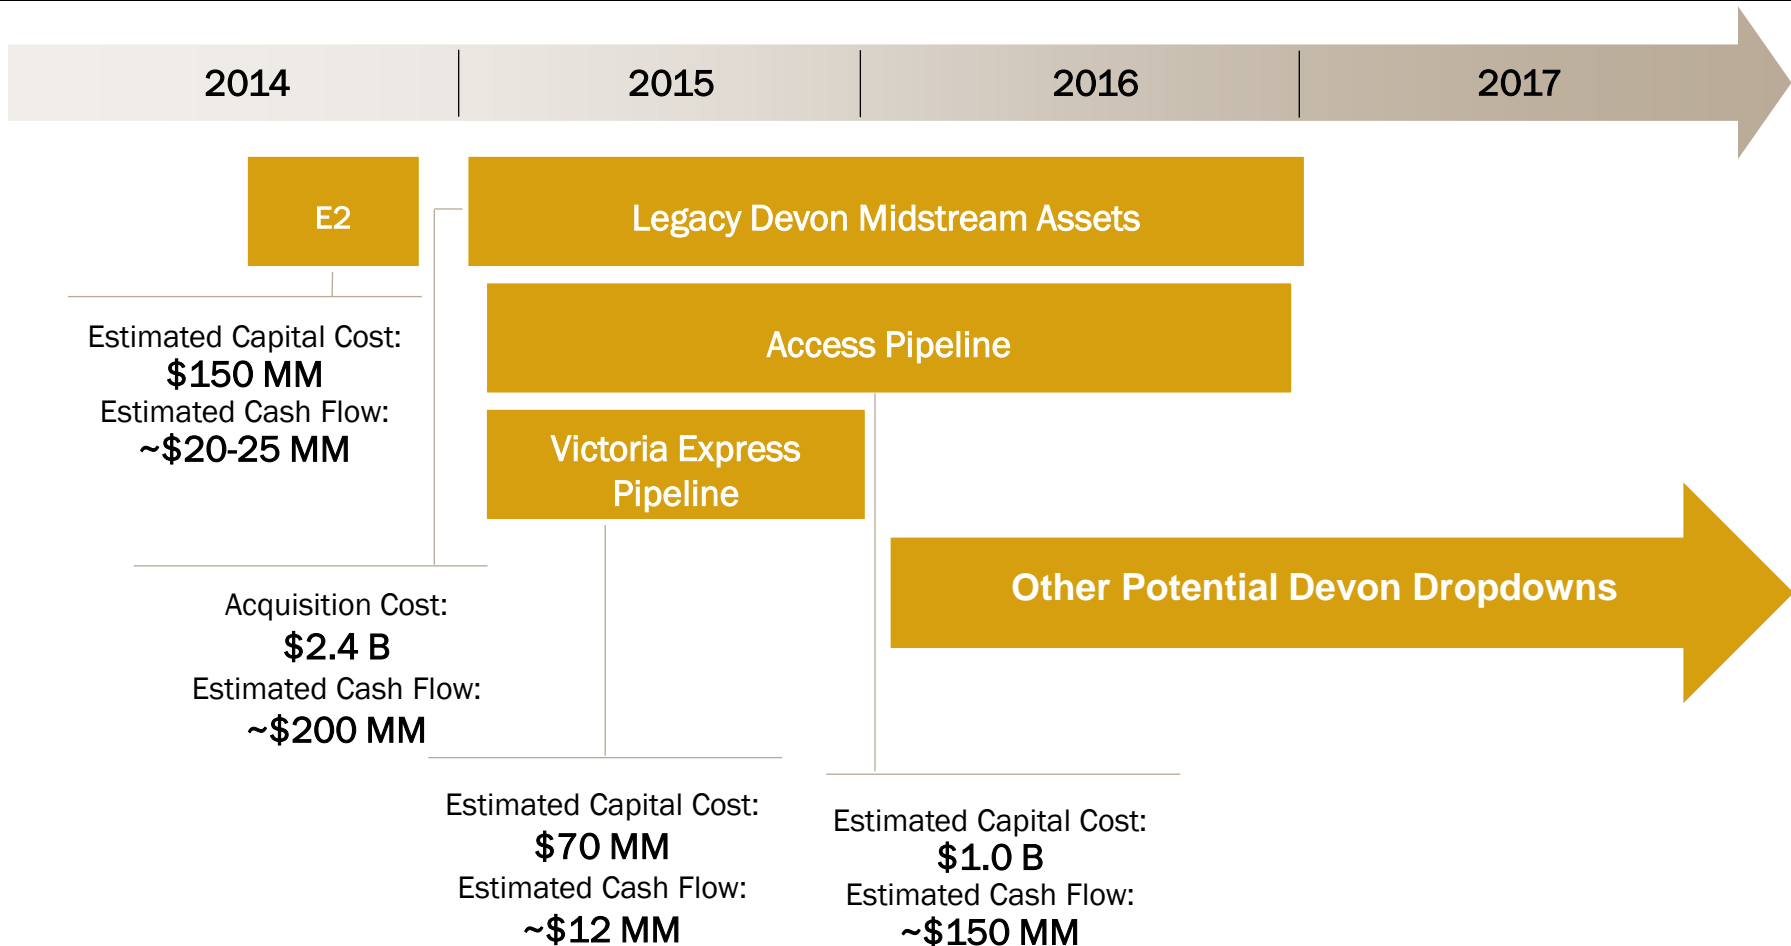 2014
2015
2016
2017
E2
Legacy Devon Midstream Assets
Access Pipeline
Victoria Express
Pipeline
Other Potential Devon Dropdowns
Estimated Capital Cost:
$150 MM
Estimated Cash Flow:
~$20-25 MM
Acquisition Cost:
$2.4 B
Estimated Cash Flow:
~$200 MM
Estimated Capital Cost:
$70 MM
Estimated Cash Flow:
~$12 MM
Estimated Capital Cost:
$1.0 B
Estimated Cash Flow:
~$150 MM